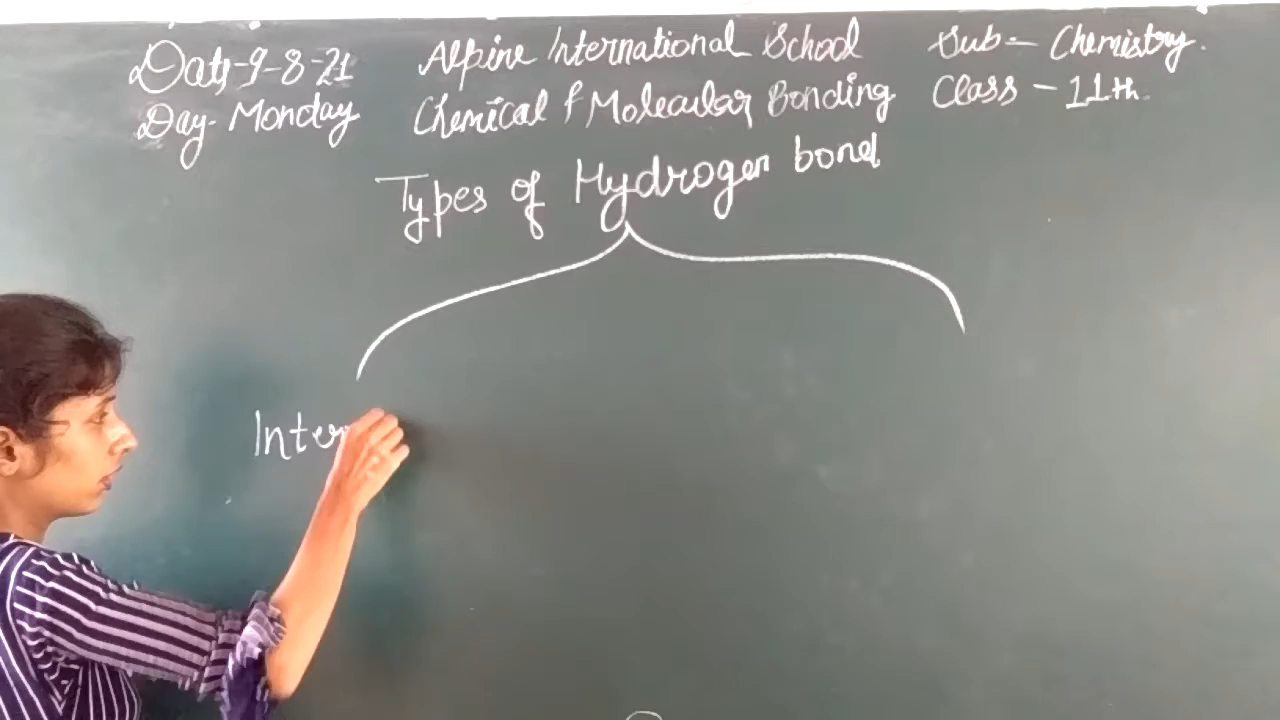 Date-9-8-21 Alpine International School Sub:- Chemistry.
Day- Monday Chemical & Molecular Bonding Class - 11th.
Types of Hydrogen bond
Inter